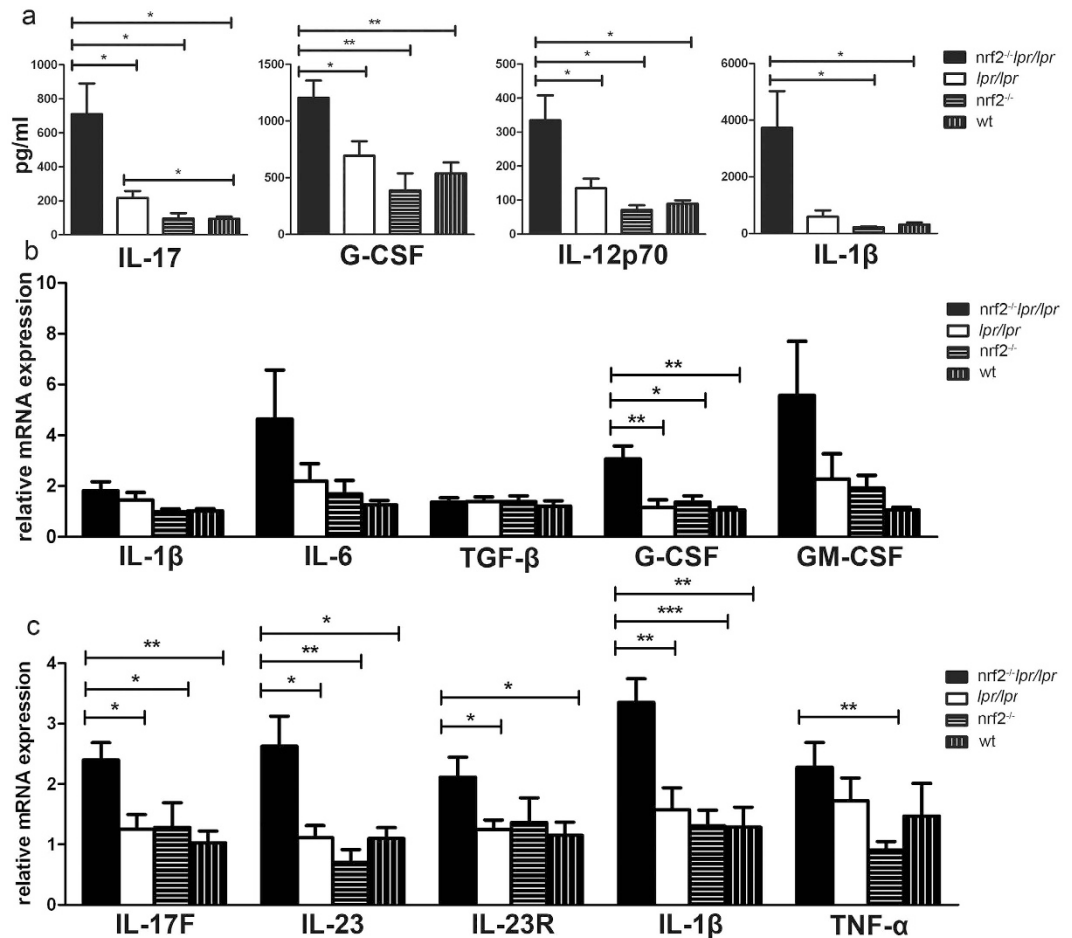 a
* ** * *
* ** * *
* * * *
1000 1500 500 6000
800 400
1000 4000
600 300
pg/ml
400 * 500 200 2000
200 100
0 0 0 0
IL-17 G-CSF IL-12p70 IL-1β
nrf2-/-lpr/lpr
lpr/lpr
nrf2-/-
wt
b
relative mRNA expression
10
8
6
4
2
0
**
*
**
IL-1β IL-6 TGF-β G-CSF GM-CSF
nrf2-/-lpr/lpr
lpr/lpr
nrf2-/-
wt
c
relative mRNA expression
4
3
2
1
0
** * * ** **
* ** * ***
* * **
IL-17F IL-23 IL-23R IL-1β TNF-α
nrf2-/-lpr/lpr
lpr/lpr
nrf2-/-
wt